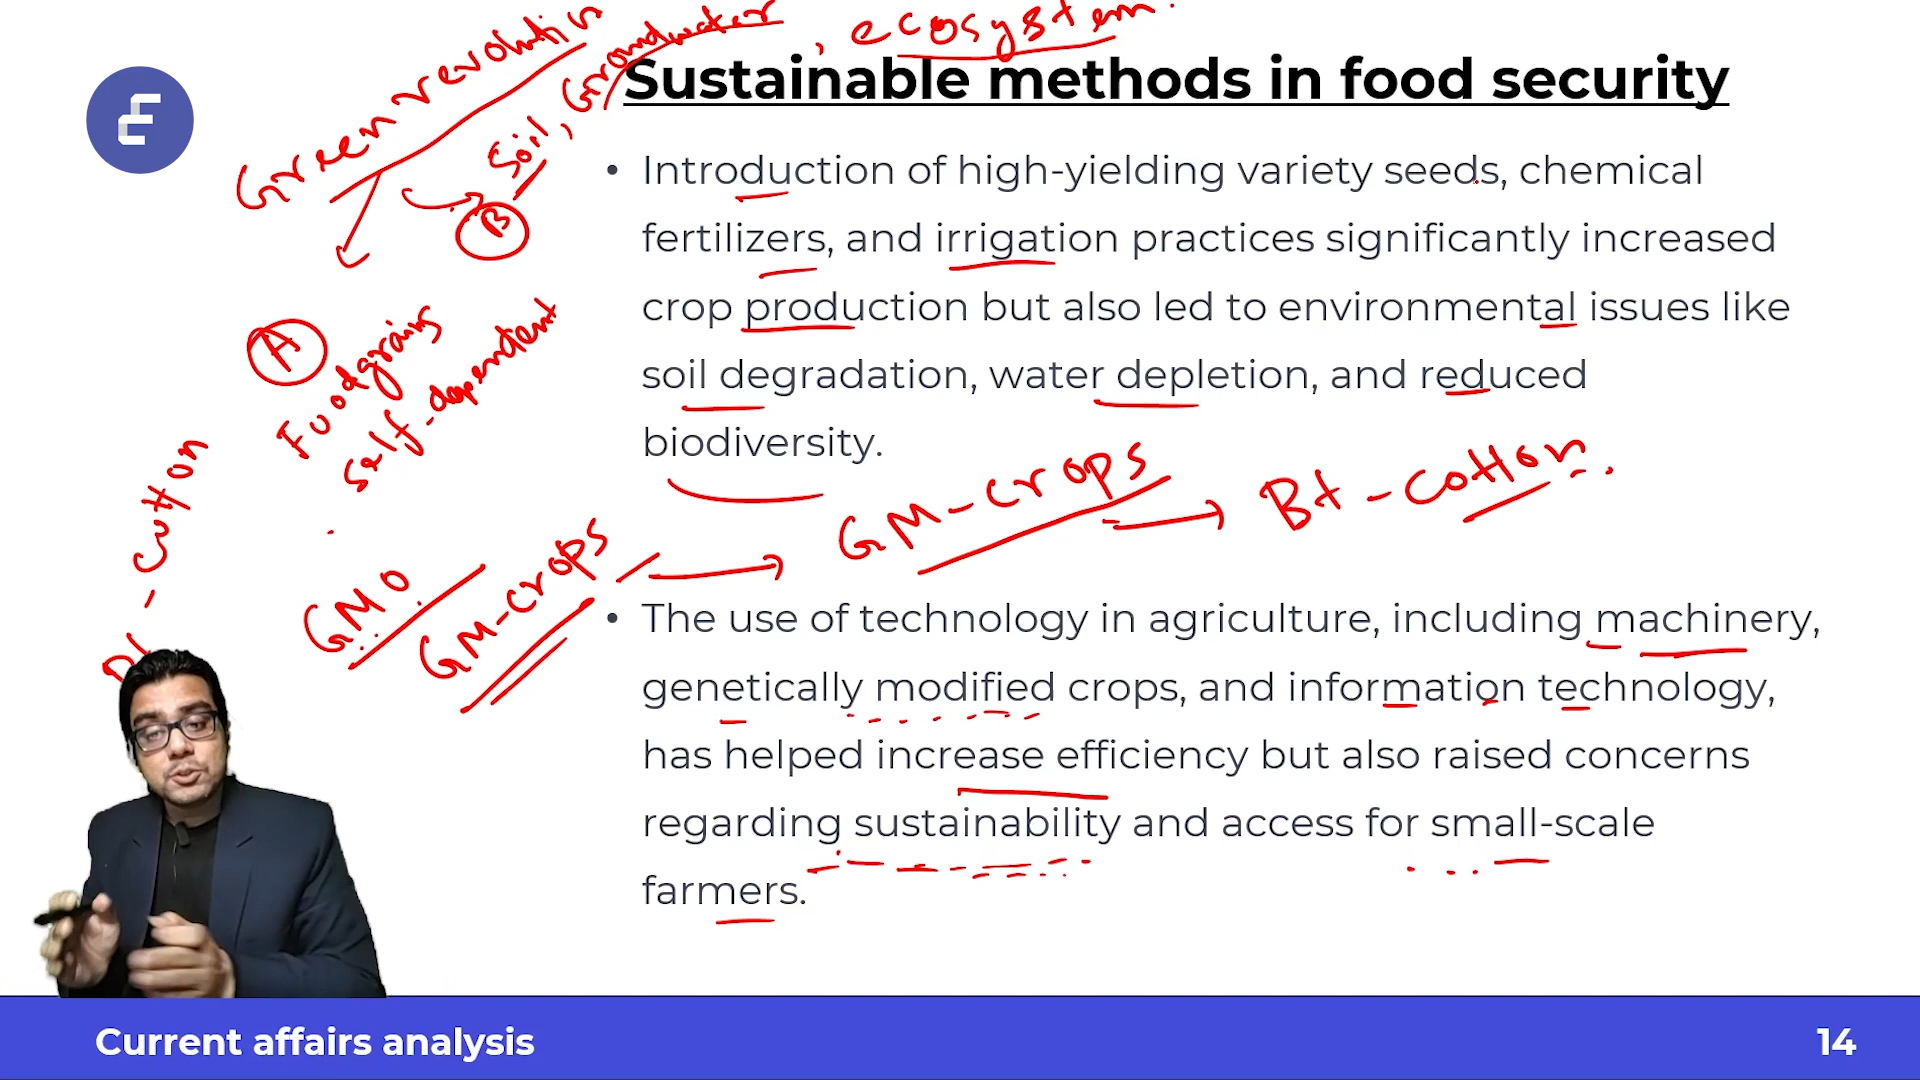 Green revolution
Soil, Groundwater, ecosystem.
B
Sustainable methods in food security
• Introduction of high-yielding variety seeds, chemical
fertilizers, and irrigation practices significantly increased
crop production but also led to environmental issues like
soil degradation, water depletion, and reduced
biodiversity.
A
Foodgrains
Self-dependent
GMO
GM-crops
GM-crops
Bt-cotton.
- cotton
• The use of technology in agriculture, including machinery,
genetically modified crops, and information technology,
has helped increase efficiency but also raised concerns
regarding sustainability and access for small-scale
farmers.
Current affairs analysis
14